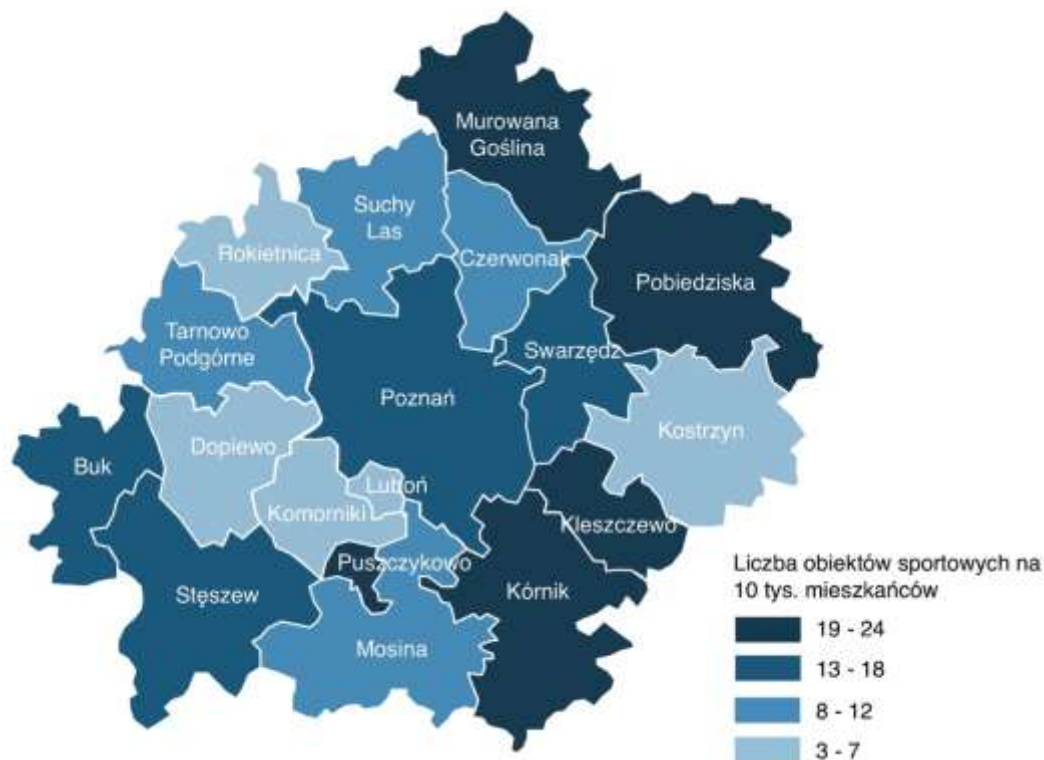 Murowana
Goślina
Suchy
Las
Rokietnica
Czerwonak
Pobiedziska
Tarnowo
Podgórne
Swarzędz
Poznań
Kostrzyn
Dopiewo
Buk
Luboń
Komorniki
Kleszczewo
Puszczykowo
Stęszew
Kórnik
Mosina
Liczba obiektów sportowych na
10 tys. mieszkańców
19 - 24
13 - 18
8 - 12
3 - 7